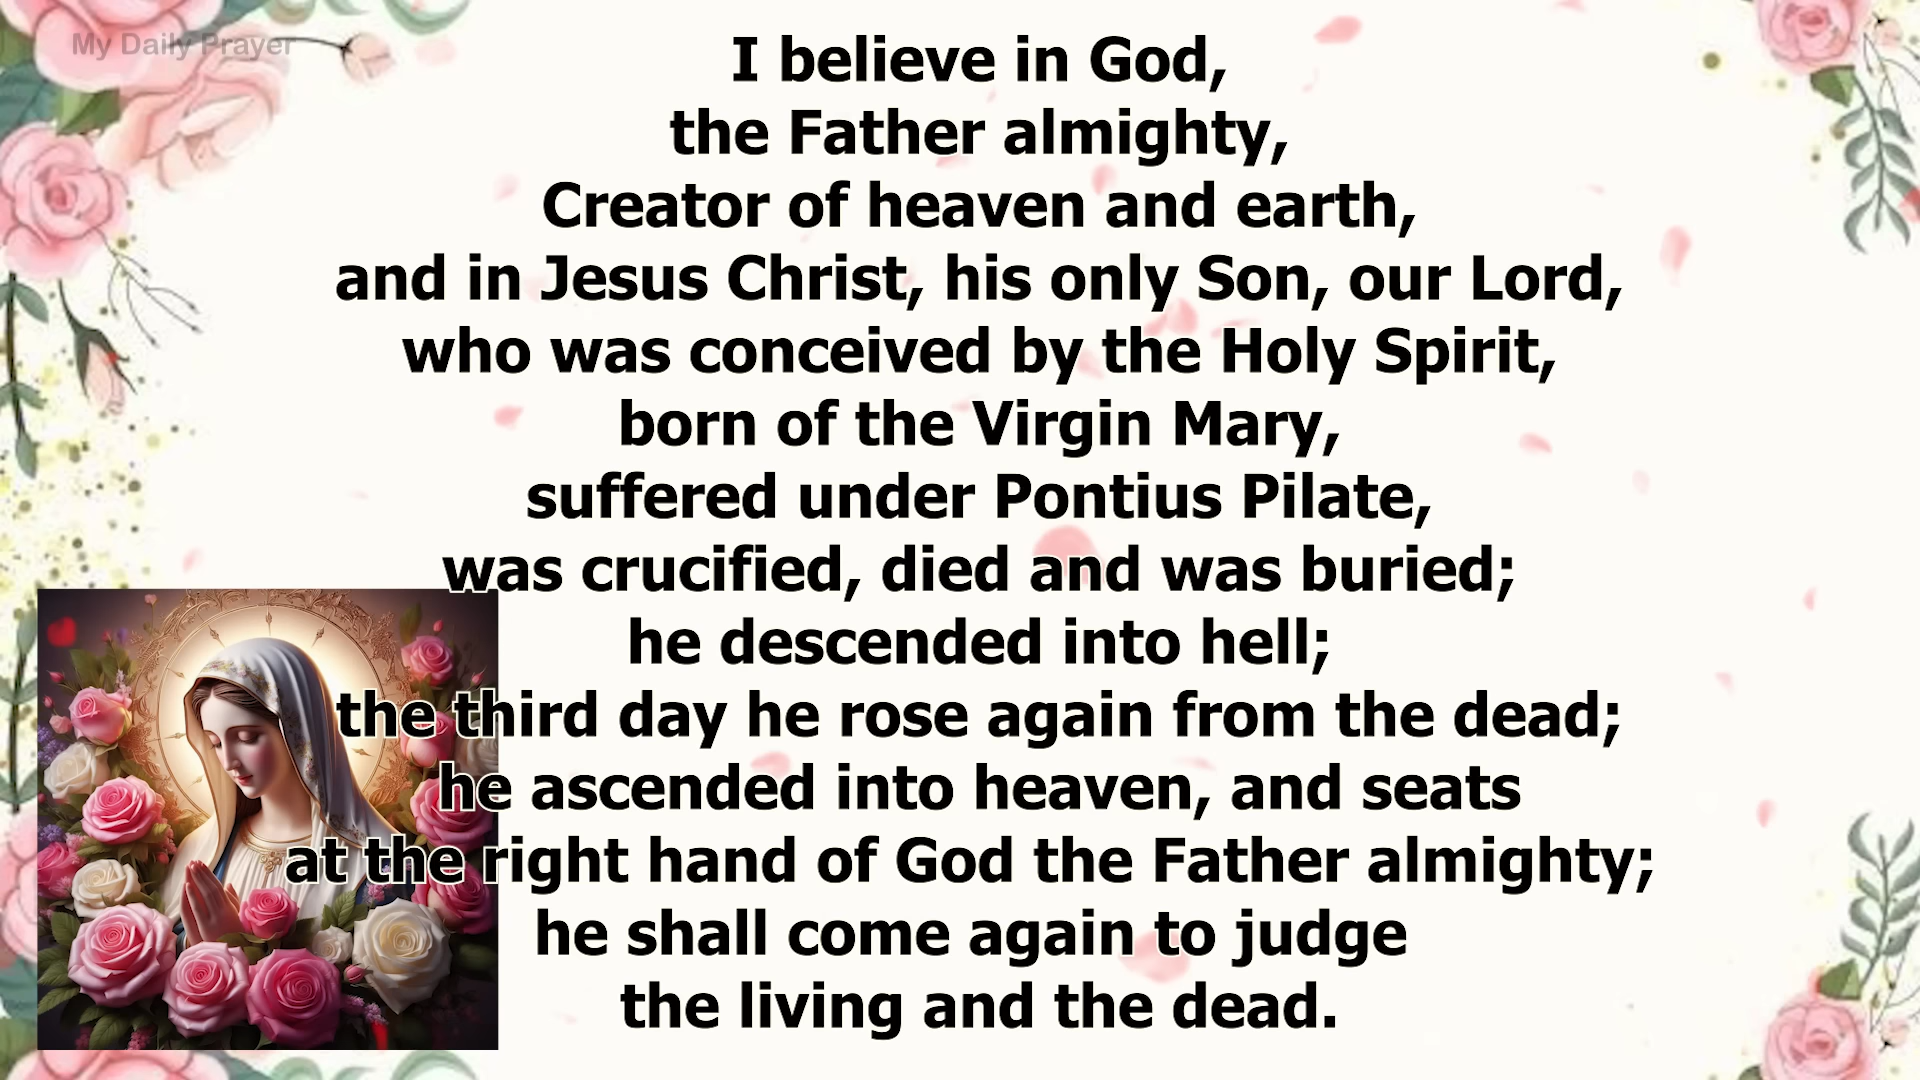 My Daily Prayer
I believe in God,
the Father almighty,
Creator of heaven and earth,
and in Jesus Christ, his only Son, our Lord,
who was conceived by the Holy Spirit,
born of the Virgin Mary,
suffered under Pontius Pilate,
was crucified, died and was buried;
he descended into hell;
the third day he rose again from the dead;
he ascended into heaven, and seats
at the right hand of God the Father almighty;
he shall come again to judge
the living and the dead.